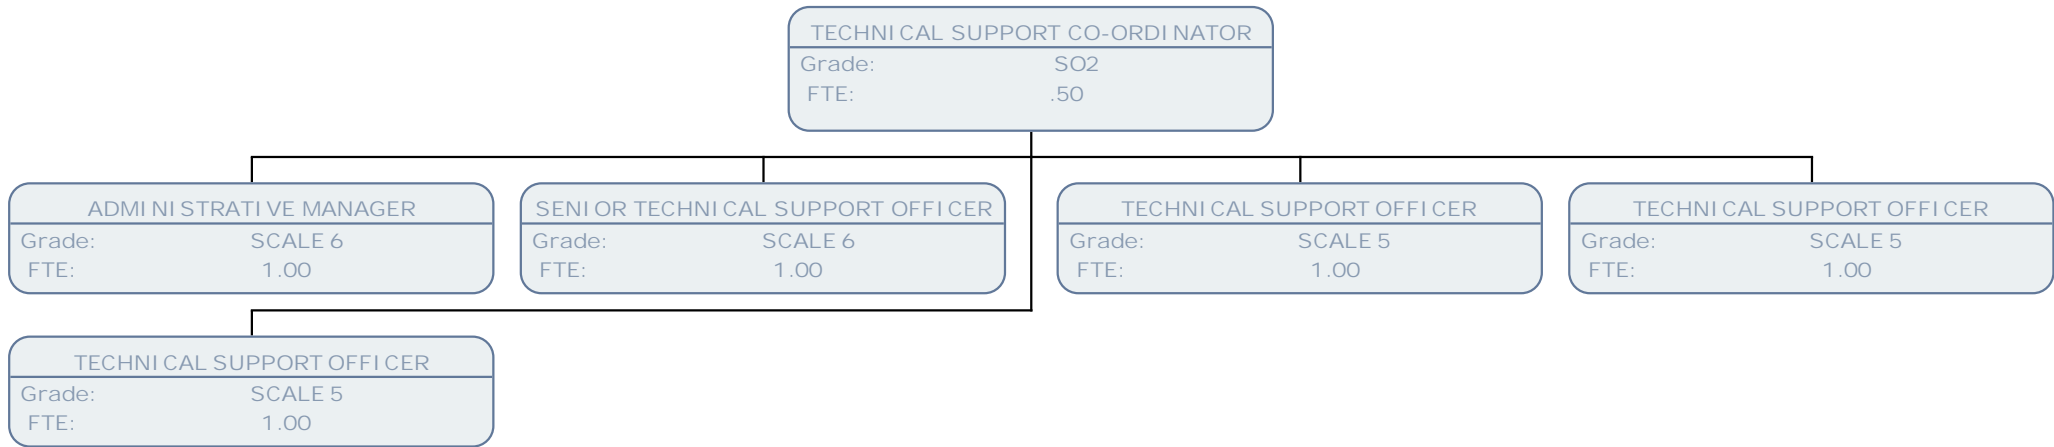 TECHNICAL SUPPORT CO-ORDINATOR
Grade: SO2
FTE: .50
ADMINISTRATIVE MANAGER
Grade: SCALE 6
FTE: 1.00
SENIOR TECHNICAL SUPPORT OFFICER
Grade: SCALE 6
FTE: 1.00
TECHNICAL SUPPORT OFFICER
Grade: SCALE 5
FTE: 1.00
TECHNICAL SUPPORT OFFICER
Grade: SCALE 5
FTE: 1.00
TECHNICAL SUPPORT OFFICER
Grade: SCALE 5
FTE: 1.00